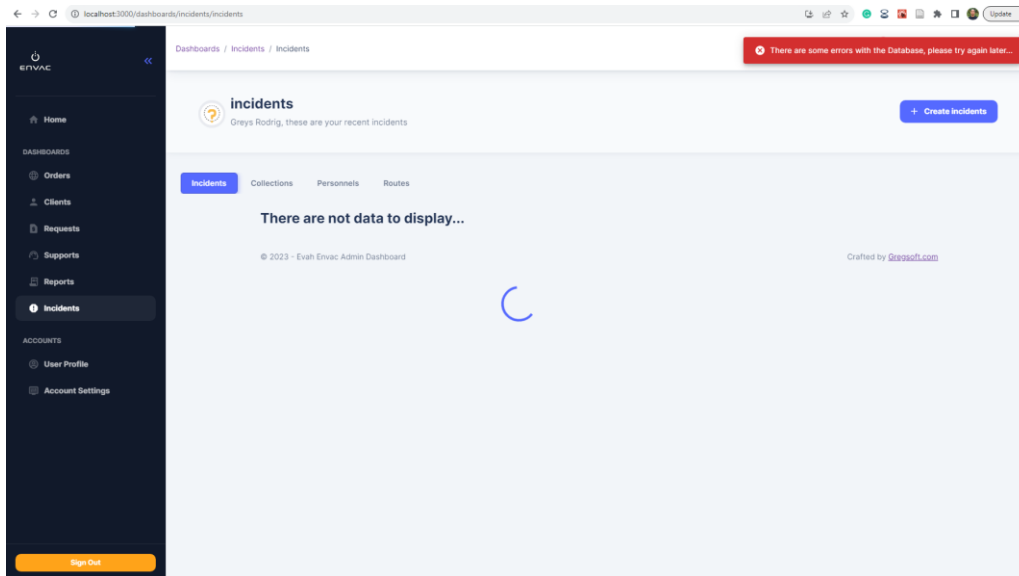 localhost:3000/dashboards/incidents/incidents
Update
ENVAC
Dashboards / Incidents / Incidents
There are some errors with the Database, please try again later...
incidents
Greys Rodrig, these are your recent incidents
+ Create incidents
Home
DASHBOARDS
Orders
Clients
Requests
Supports
Reports
Incidents
ACCOUNTS
User Profile
Account Settings
Sign Out
Incidents Collections Personnels Routes
There are not data to display...
© 2023 - Evah Envac Admin Dashboard
Crafted by Gregsoft.com